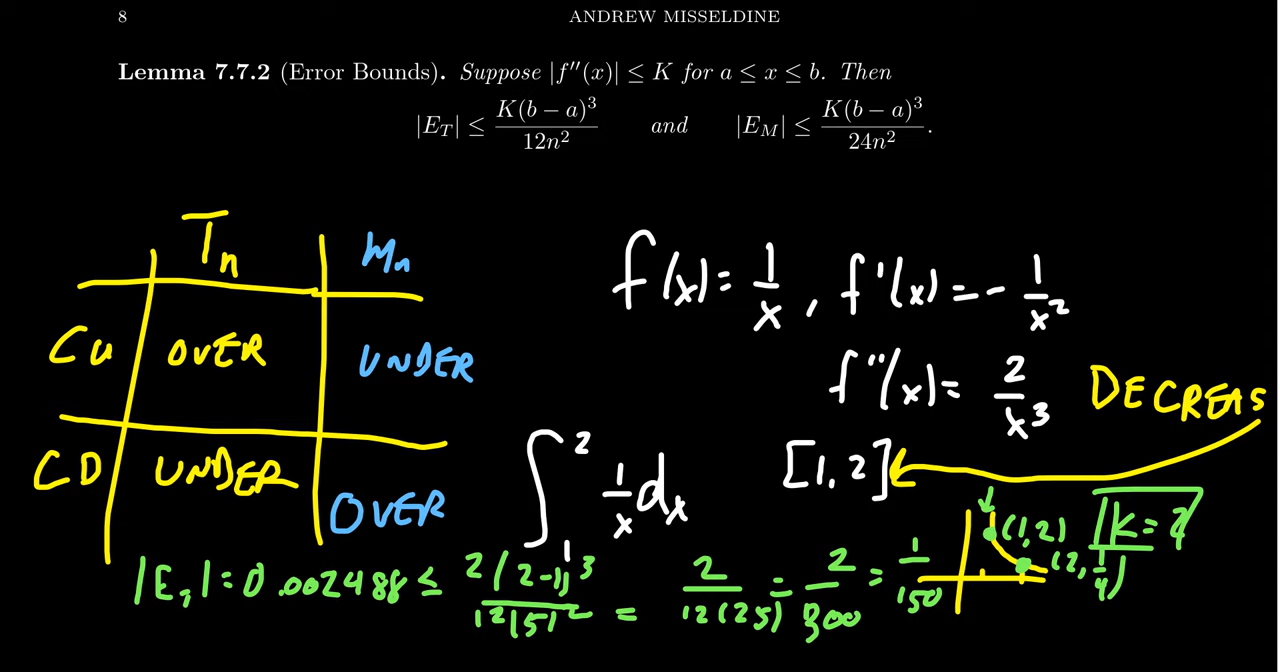 8 ANDREW MISSELDINE
Lemma 7.7.2 (Error Bounds). Suppose |f''(x)| ≤ K for a ≤ x ≤ b. Then
|E_T| ≤ K(b − a)^3 / 12n^2 and |E_M| ≤ K(b − a)^3 / 24n^2.
T_n M_n
CU OVER UNDER
CD UNDER OVER
f(x) = 1/x, f'(x) = - 1/x^2
f''(x) = 2/x^3 DECREAS
∫_1^2 1/x dx [1,2]
(1,2) K = 2
(2, 1/4)
|E_T| = 0.002488 ≤ 2(2-1)^3 / 12(5)^2 = 2 / 12(25) = 2 / 300 = 1/150